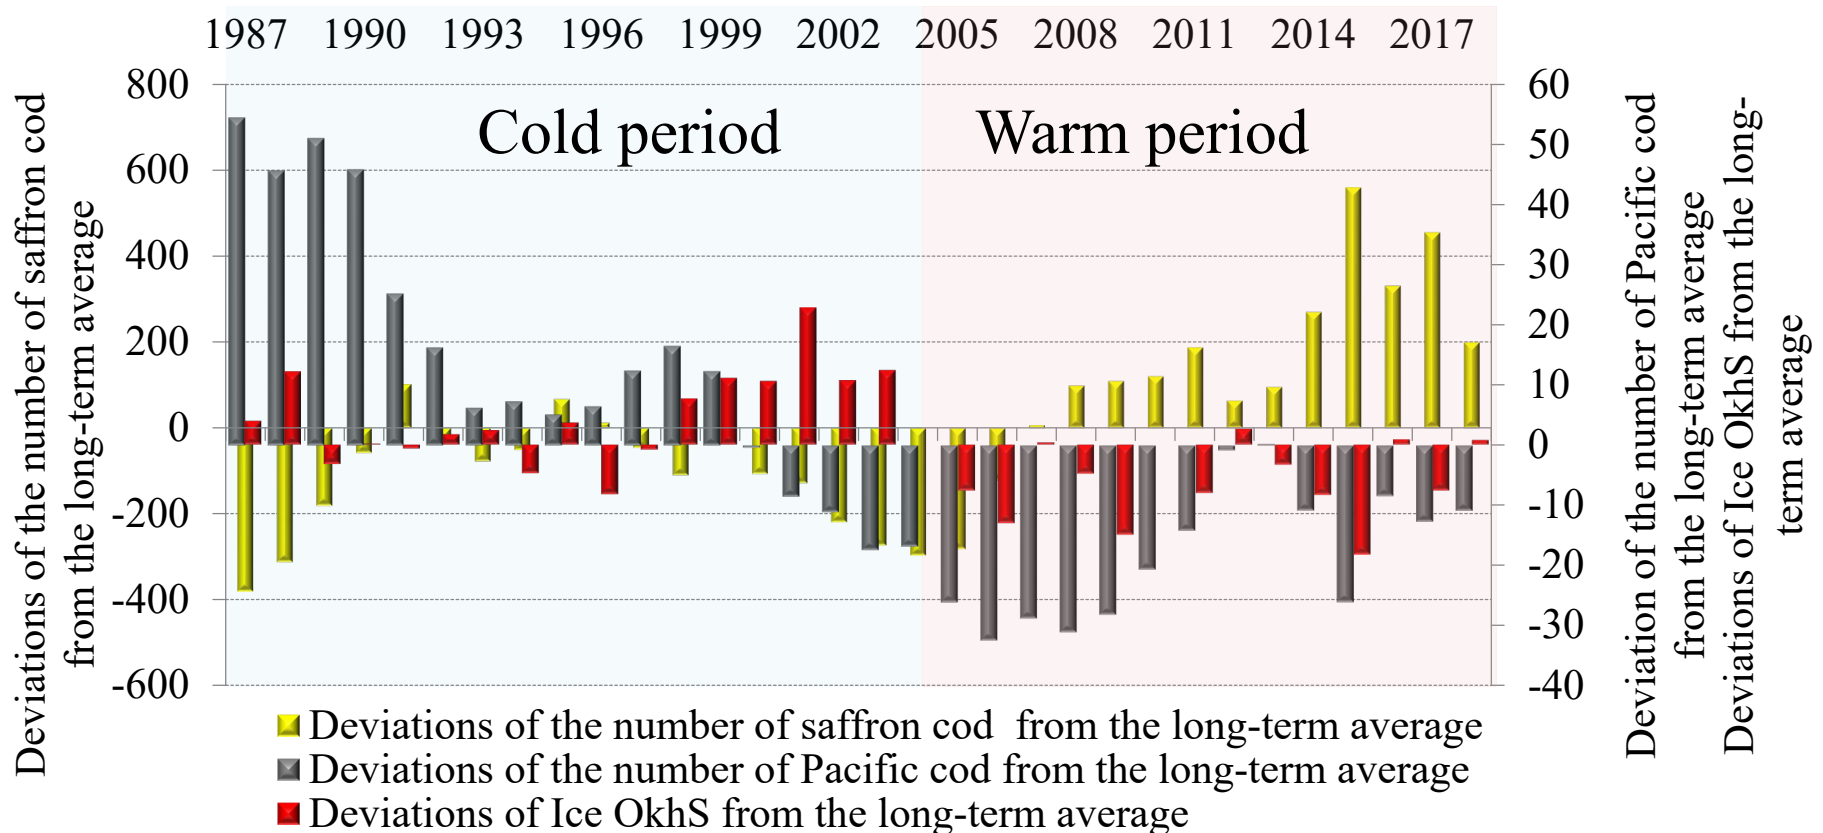 1987 1990 1993 1996 1999 2002 2005 2008 2011 2014 2017
Deviations of the number of saffron cod
from the long-term average
800
600
400
200
0
-200
-400
-600
Cold period
Warm period
60
50
40
30
20
10
0
-10
-20
-30
-40
Deviation of the number of Pacific cod
from the long-term average
Deviations of Ice OkhS from the long-
term average
Deviations of the number of saffron cod from the long-term average
Deviations of the number of Pacific cod from the long-term average
Deviations of Ice OkhS from the long-term average